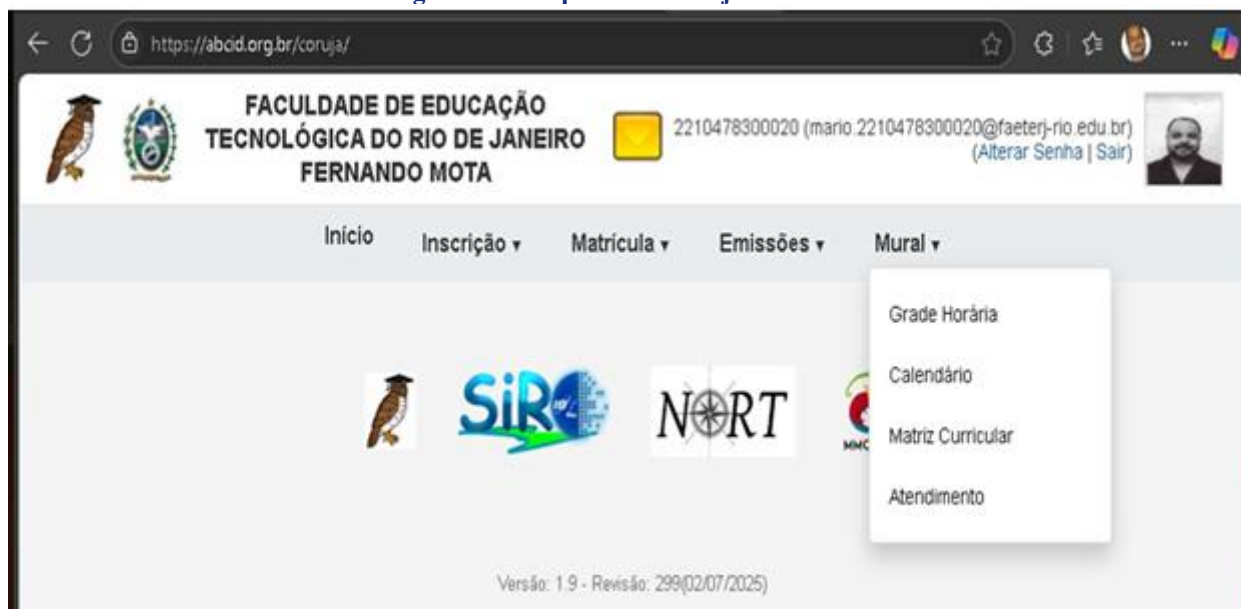 https://abcid.org.br/coruja/
FACULDADE DE EDUCAÇÃO
TECNOLÓGICA DO RIO DE JANEIRO
FERNANDO MOTA
2210478300020 (mario.2210478300020@faeterj-rio.edu.br)
(Alterar Senha | Sair)
Início
Inscrição ▾
Matrícula ▾
Emissões ▾
Mural ▾
Grade Horária
Calendário
Matriz Curricular
Atendimento
SiR
NORT
Versão: 1.9 - Revisão: 299(02/07/2025)